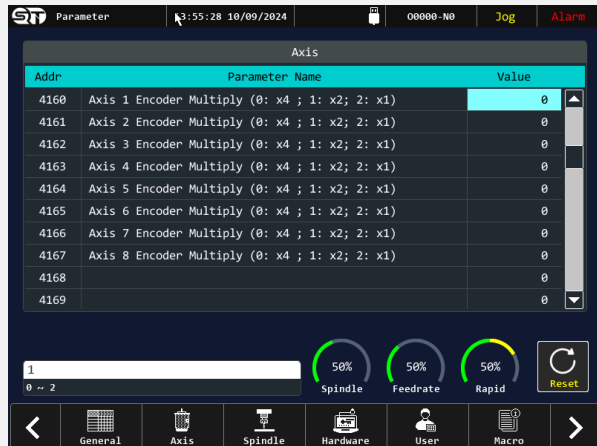 ST Parameter 3:55:28 10/09/2024 O0000-N0 Jog Alarm
Axis
Addr Parameter Name Value
4160 Axis 1 Encoder Multiply (0: x4 ; 1: x2; 2: x1) 0
4161 Axis 2 Encoder Multiply (0: x4 ; 1: x2; 2: x1) 0
4162 Axis 3 Encoder Multiply (0: x4 ; 1: x2; 2: x1) 0
4163 Axis 4 Encoder Multiply (0: x4 ; 1: x2; 2: x1) 0
4164 Axis 5 Encoder Multiply (0: x4 ; 1: x2; 2: x1) 0
4165 Axis 6 Encoder Multiply (0: x4 ; 1: x2; 2: x1) 0
4166 Axis 7 Encoder Multiply (0: x4 ; 1: x2; 2: x1) 0
4167 Axis 8 Encoder Multiply (0: x4 ; 1: x2; 2: x1) 0
4168 0
4169 0
1
0 ~ 2
50% 50% 50%
Spindle Feedrate Rapid Reset
General Axis Spindle Hardware User Macro